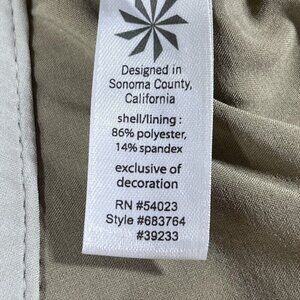 Designed in
Sonoma County,
California
shell/lining :
86% polyester,
14% spandex
exclusive of
decoration
RN #54023
Style #683764
#39233